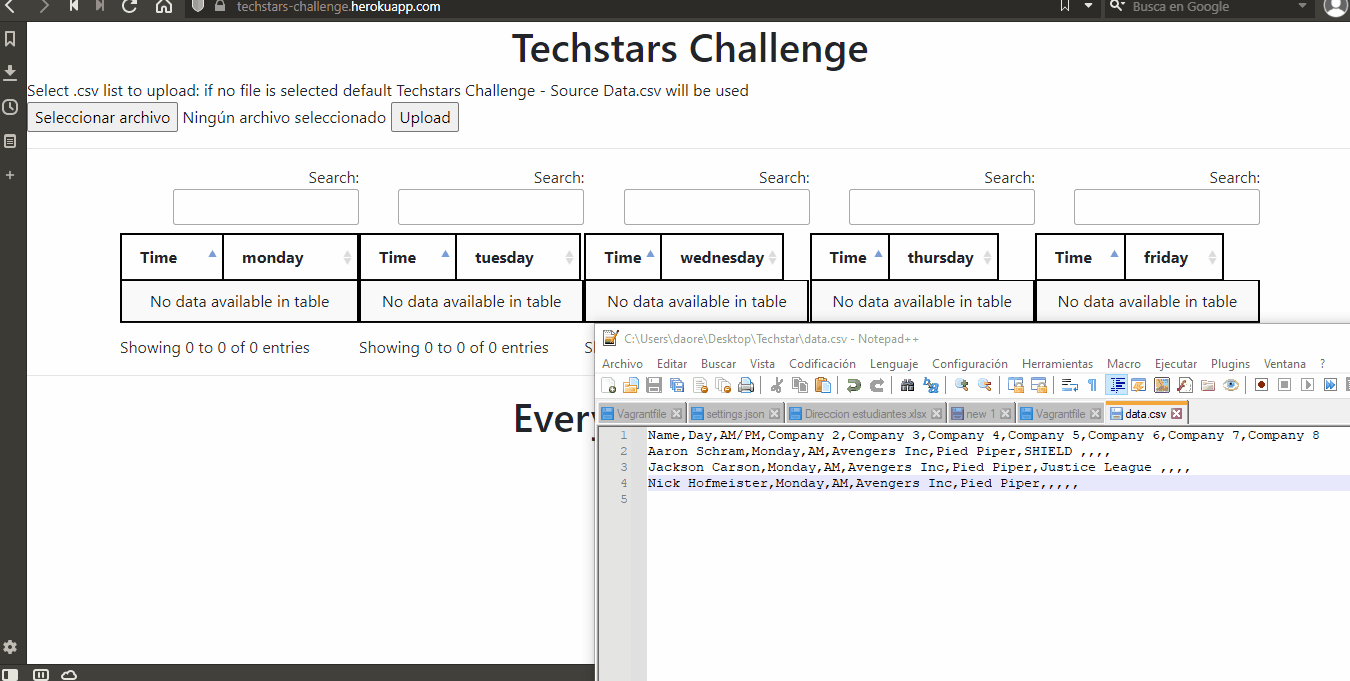 techstars-challenge.herokuapp.com
Busca en Google
Techstars Challenge
Select .csv list to upload: if no file is selected default Techstars Challenge - Source Data.csv will be used
Seleccionar archivo Ningún archivo seleccionado Upload
Search: Search: Search: Search: Search:
Time monday Time tuesday Time wednesday Time thursday Time friday
No data available in table No data available in table No data available in table No data available in table No data available in table
Showing 0 to 0 of 0 entries Showing 0 to 0 of 0 entries
C:\Users\daore\Desktop\Techstar\data.csv - Notepad++
Archivo Editar Buscar Vista Codificación Lenguaje Configuración Herramientas Macro Ejecutar Plugins Ventana ?
Vagrantfile settings.json Direccion estudiantes.xlsx new 1 Vagrantfile data.csv
1 Name,Day,AM/PM,Company 2,Company 3,Company 4,Company 5,Company 6,Company 7,Company 8
2 Aaron Schram,Monday,AM,Avengers Inc,Pied Piper,SHIELD ,,,,
3 Jackson Carson,Monday,AM,Avengers Inc,Pied Piper,Justice League ,,,,
4 Nick Hofmeister,Monday,AM,Avengers Inc,Pied Piper,,,,,
5